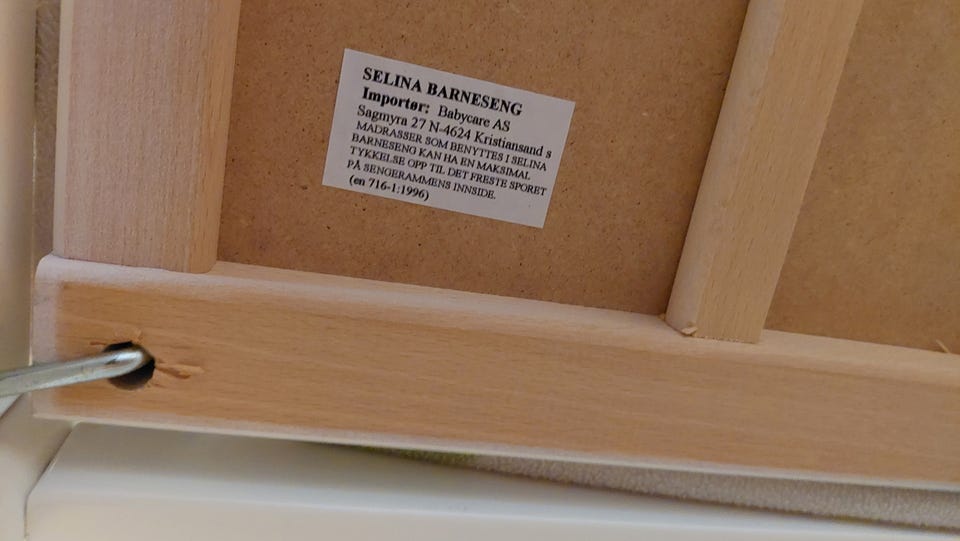 SELINA BARNESENG
Importør: Babycare AS
Sagmyra 27 N-4624 Kristiansand s
MADRASSER SOM BENYTTES I SELINA
BARNESENG KAN HA EN MAKSIMAL
TYKKELSE OPP TIL DET FRESTE SPORET
PÅ SENGERAMMENS INNSIDE.
(en 716-1:1996)